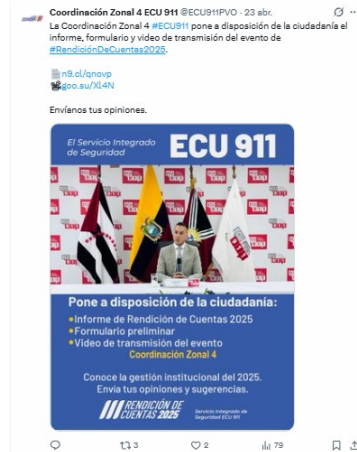 Coordinación Zonal 4 ECU 911 @ECU911PVO · 23 abr.
La Coordinación Zonal 4 #ECU911 pone a disposición de la ciudadanía el
informe, formulario y video de transmisión del evento de
#RendiciónDeCuentas2025.
n9.cl/qnovp
goo.su/Xl4N
Envíanos tus opiniones.
El Servicio Integrado
de Seguridad
ECU 911
Pone a disposición de la ciudadanía:
•Informe de Rendición de Cuentas 2025
•Formulario preliminar
•Video de transmisión del evento
Coordinación Zonal 4
Conoce la gestión institucional del 2025.
Envía tus opiniones y sugerencias.
RENDICIÓN
DE CUENTAS 2025
Servicio Integrado de
Seguridad ECU 911
3
2
79